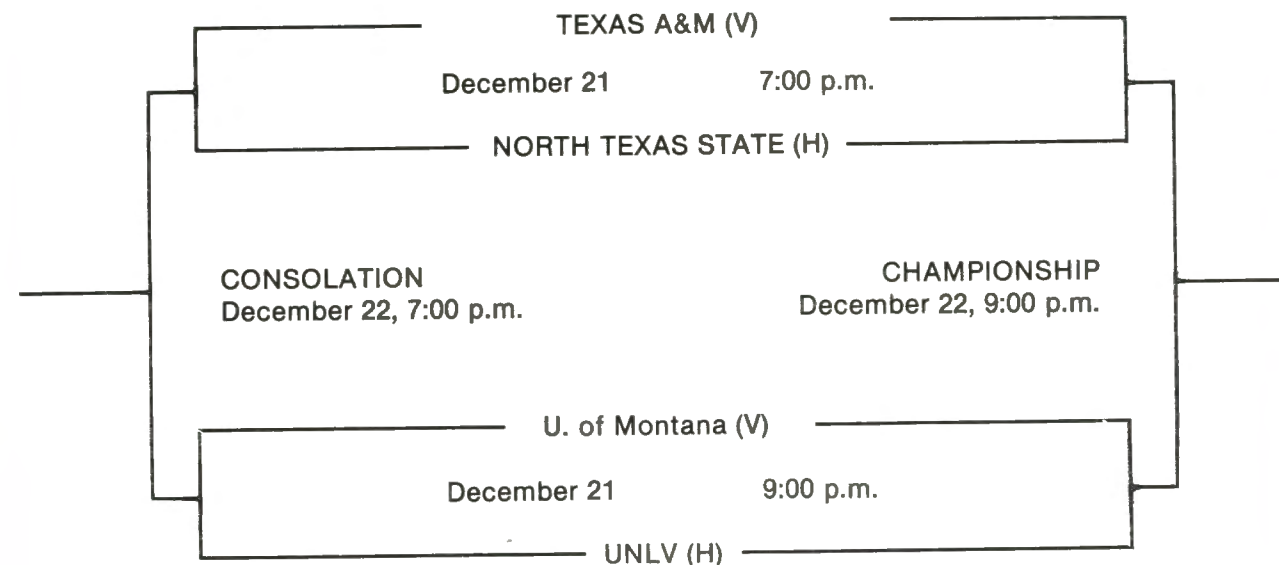 TEXAS A&M (V)
December 21 7:00 p.m.
NORTH TEXAS STATE (H)
CONSOLATION
December 22, 7:00 p.m.
CHAMPIONSHIP
December 22, 9:00 p.m.
U. of Montana (V)
December 21 9:00 p.m.
UNLV (H)